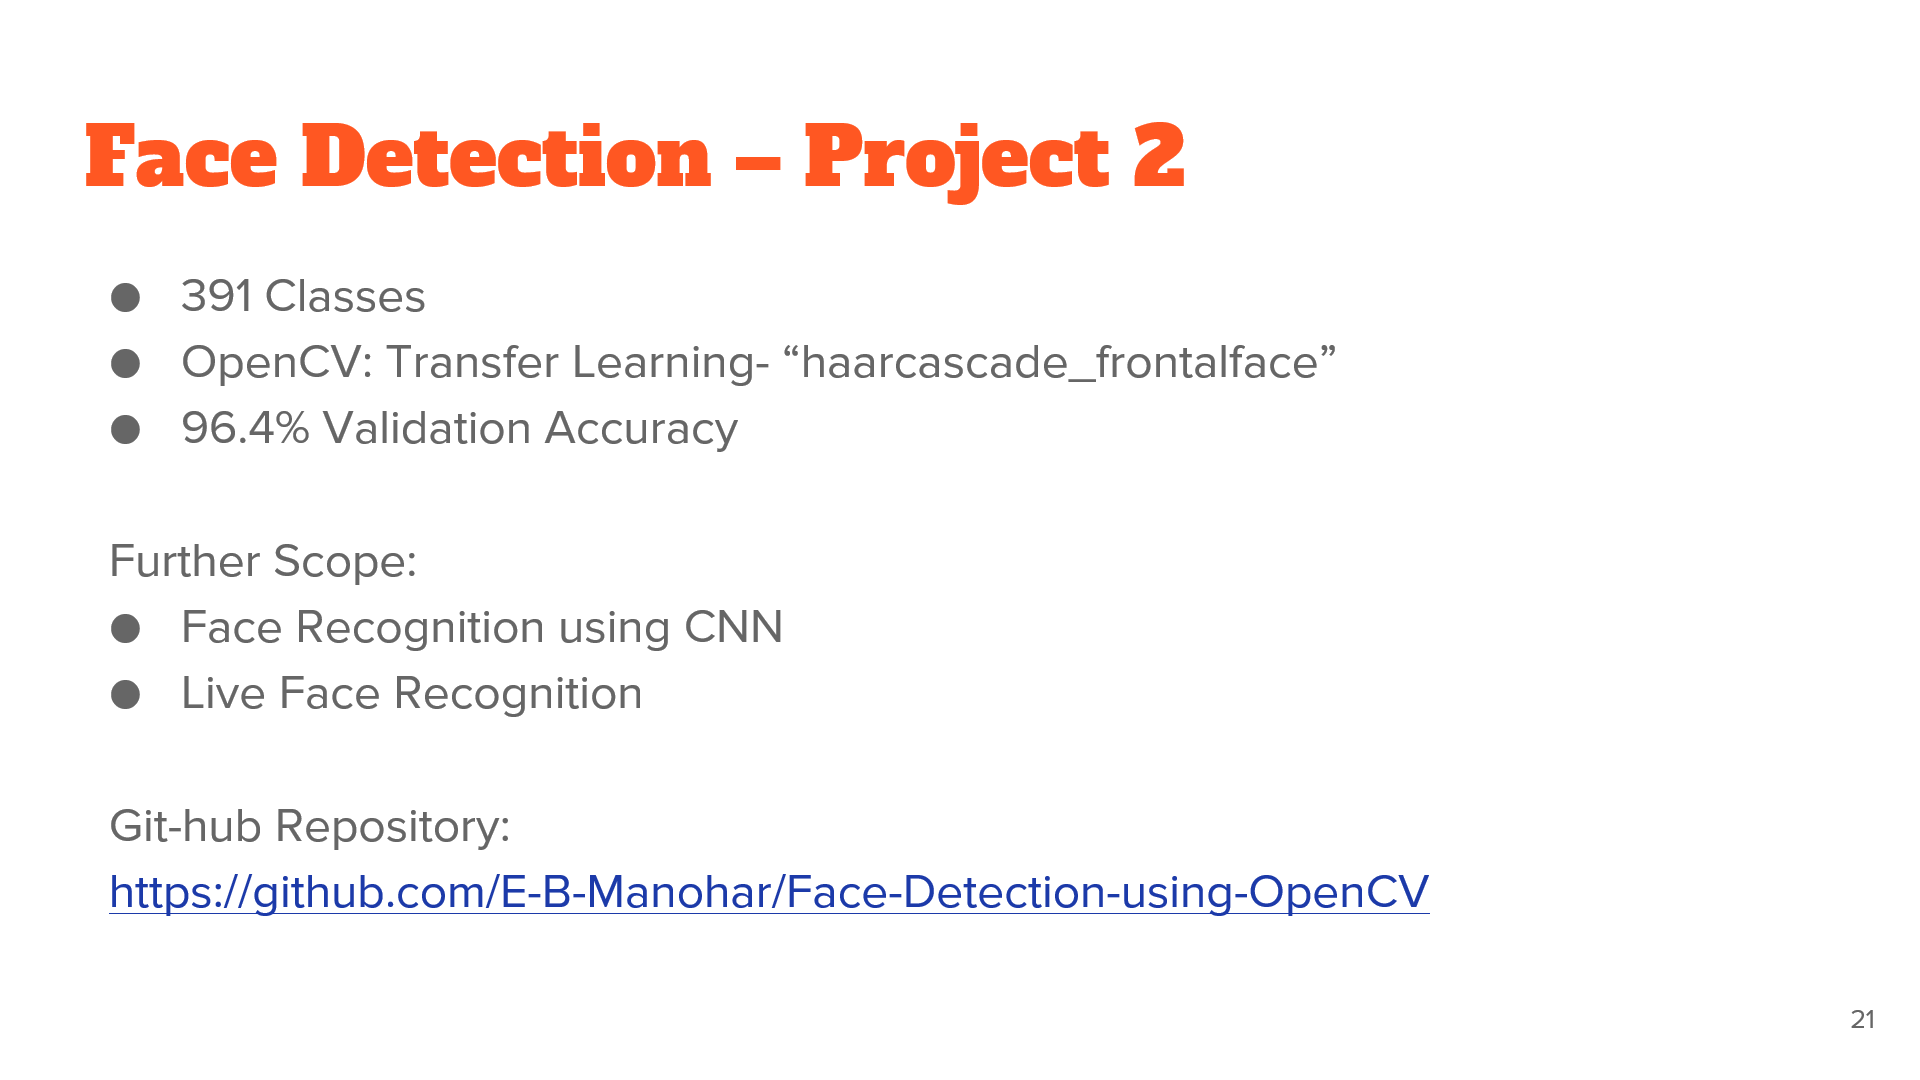 Face Detection – Project 2
● 391 Classes
● OpenCV: Transfer Learning- “haarcascade_frontalface”
● 96.4% Validation Accuracy
Further Scope:
● Face Recognition using CNN
● Live Face Recognition
Git-hub Repository:
https://github.com/E-B-Manohar/Face-Detection-using-OpenCV
21